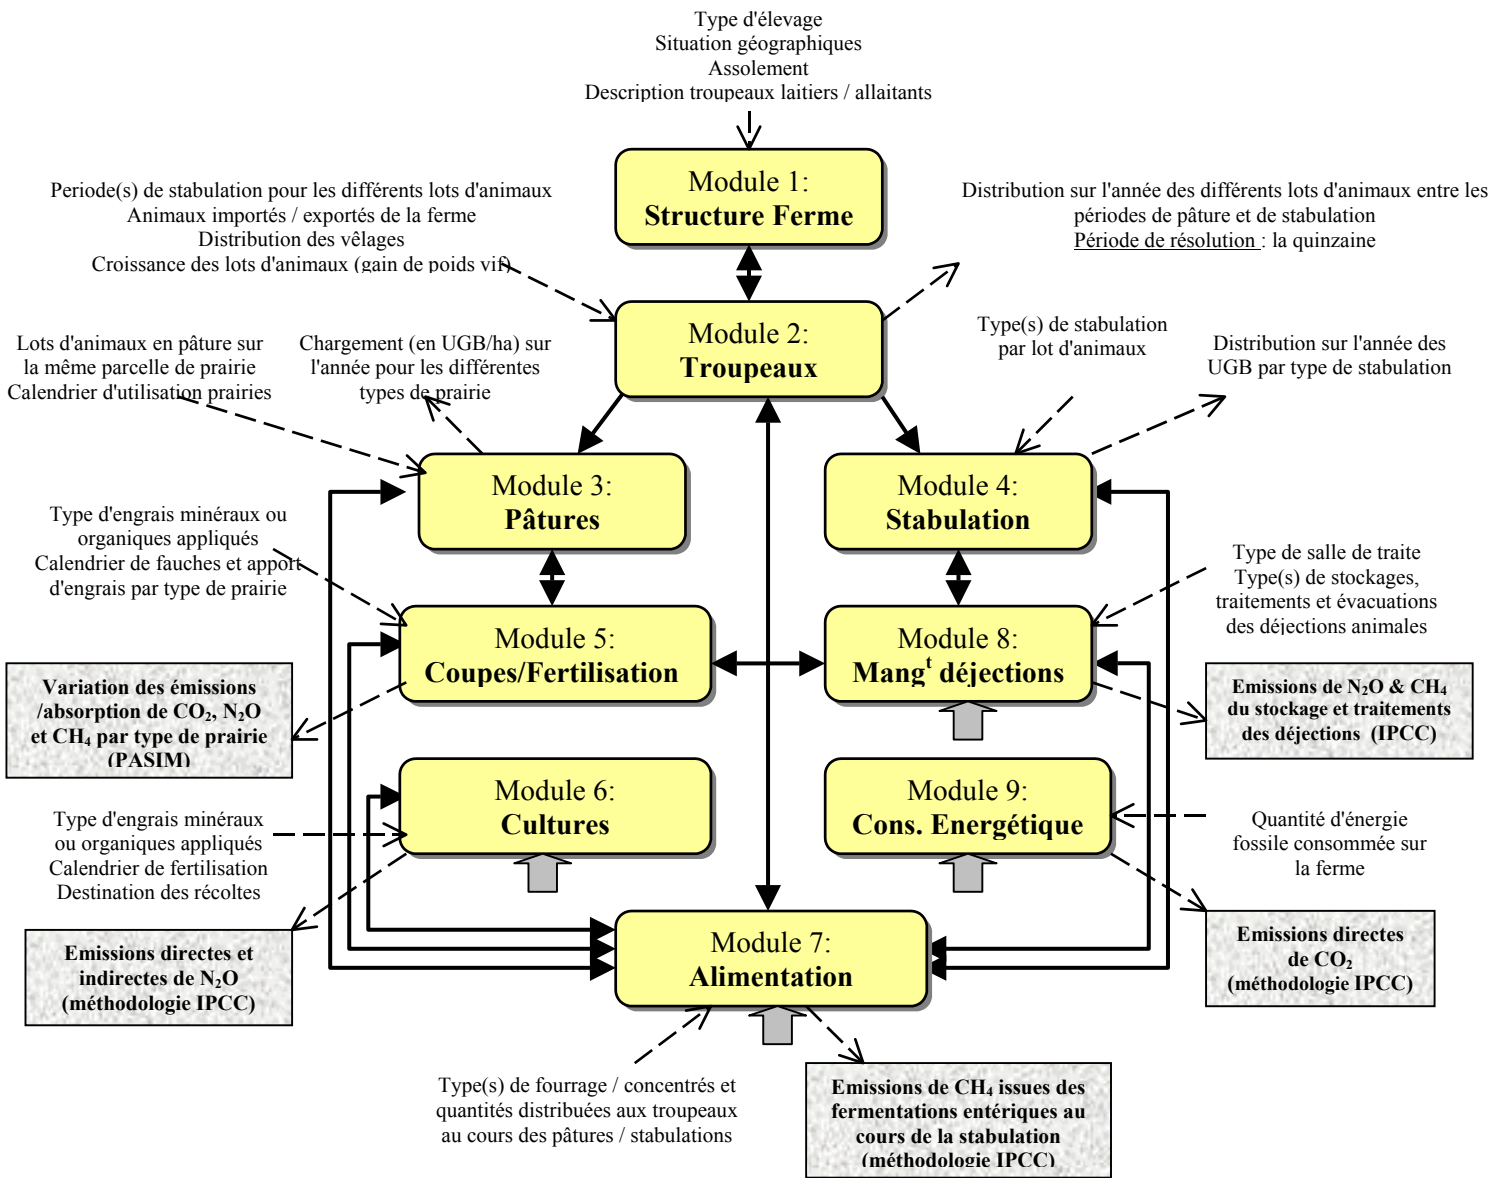 Type d'élevage
Situation géographiques
Assolement
Description troupeaux laitiers / allaitants
Module 1:
Structure Ferme
Periode(s) de stabulation pour les différents lots d'animaux
Animaux importés / exportés de la ferme
Distribution des vêlages
Croissance des lots d'animaux (gain de poids vif)
Distribution sur l'année des différents lots d'animaux entre les
périodes de pâture et de stabulation
Période de résolution : la quinzaine
Module 2:
Troupeaux
Lots d'animaux en pâture sur
la même parcelle de prairie
Calendrier d'utilisation prairies
Chargement (en UGB/ha) sur
l'année pour les différentes
types de prairie
Type(s) de stabulation
par lot d'animaux
Distribution sur l'année des
UGB par type de stabulation
Module 3:
Pâtures
Module 4:
Stabulation
Type d'engrais minéraux ou
organiques appliqués
Calendrier de fauches et apport
d'engrais par type de prairie
Type de salle de traite
Type(s) de stockages,
traitements et évacuations
des déjections animales
Module 5:
Coupes/Fertilisation
Module 8:
Mangᵗ déjections
Variation des émissions
/absorption de CO₂, N₂O
et CH₄ par type de prairie
(PASIM)
Emissions de N₂O & CH₄
du stockage et traitements
des déjections (IPCC)
Module 6:
Cultures
Module 9:
Cons. Energétique
Type d'engrais minéraux
ou organiques appliqués
Calendrier de fertilisation
Destination des récoltes
Quantité d'énergie
fossile consommée sur
la ferme
Emissions directes et
indirectes de N₂O
(méthodologie IPCC)
Module 7:
Alimentation
Emissions directes
de CO₂
(méthodologie IPCC)
Type(s) de fourrage / concentrés et
quantités distribuées aux troupeaux
au cours des pâtures / stabulations
Emissions de CH₄ issues des
fermentations entériques au
cours de la stabulation
(méthodologie IPCC)